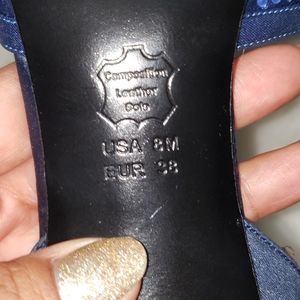 Composition
Leather
Sole
USA 8M
EUR 38